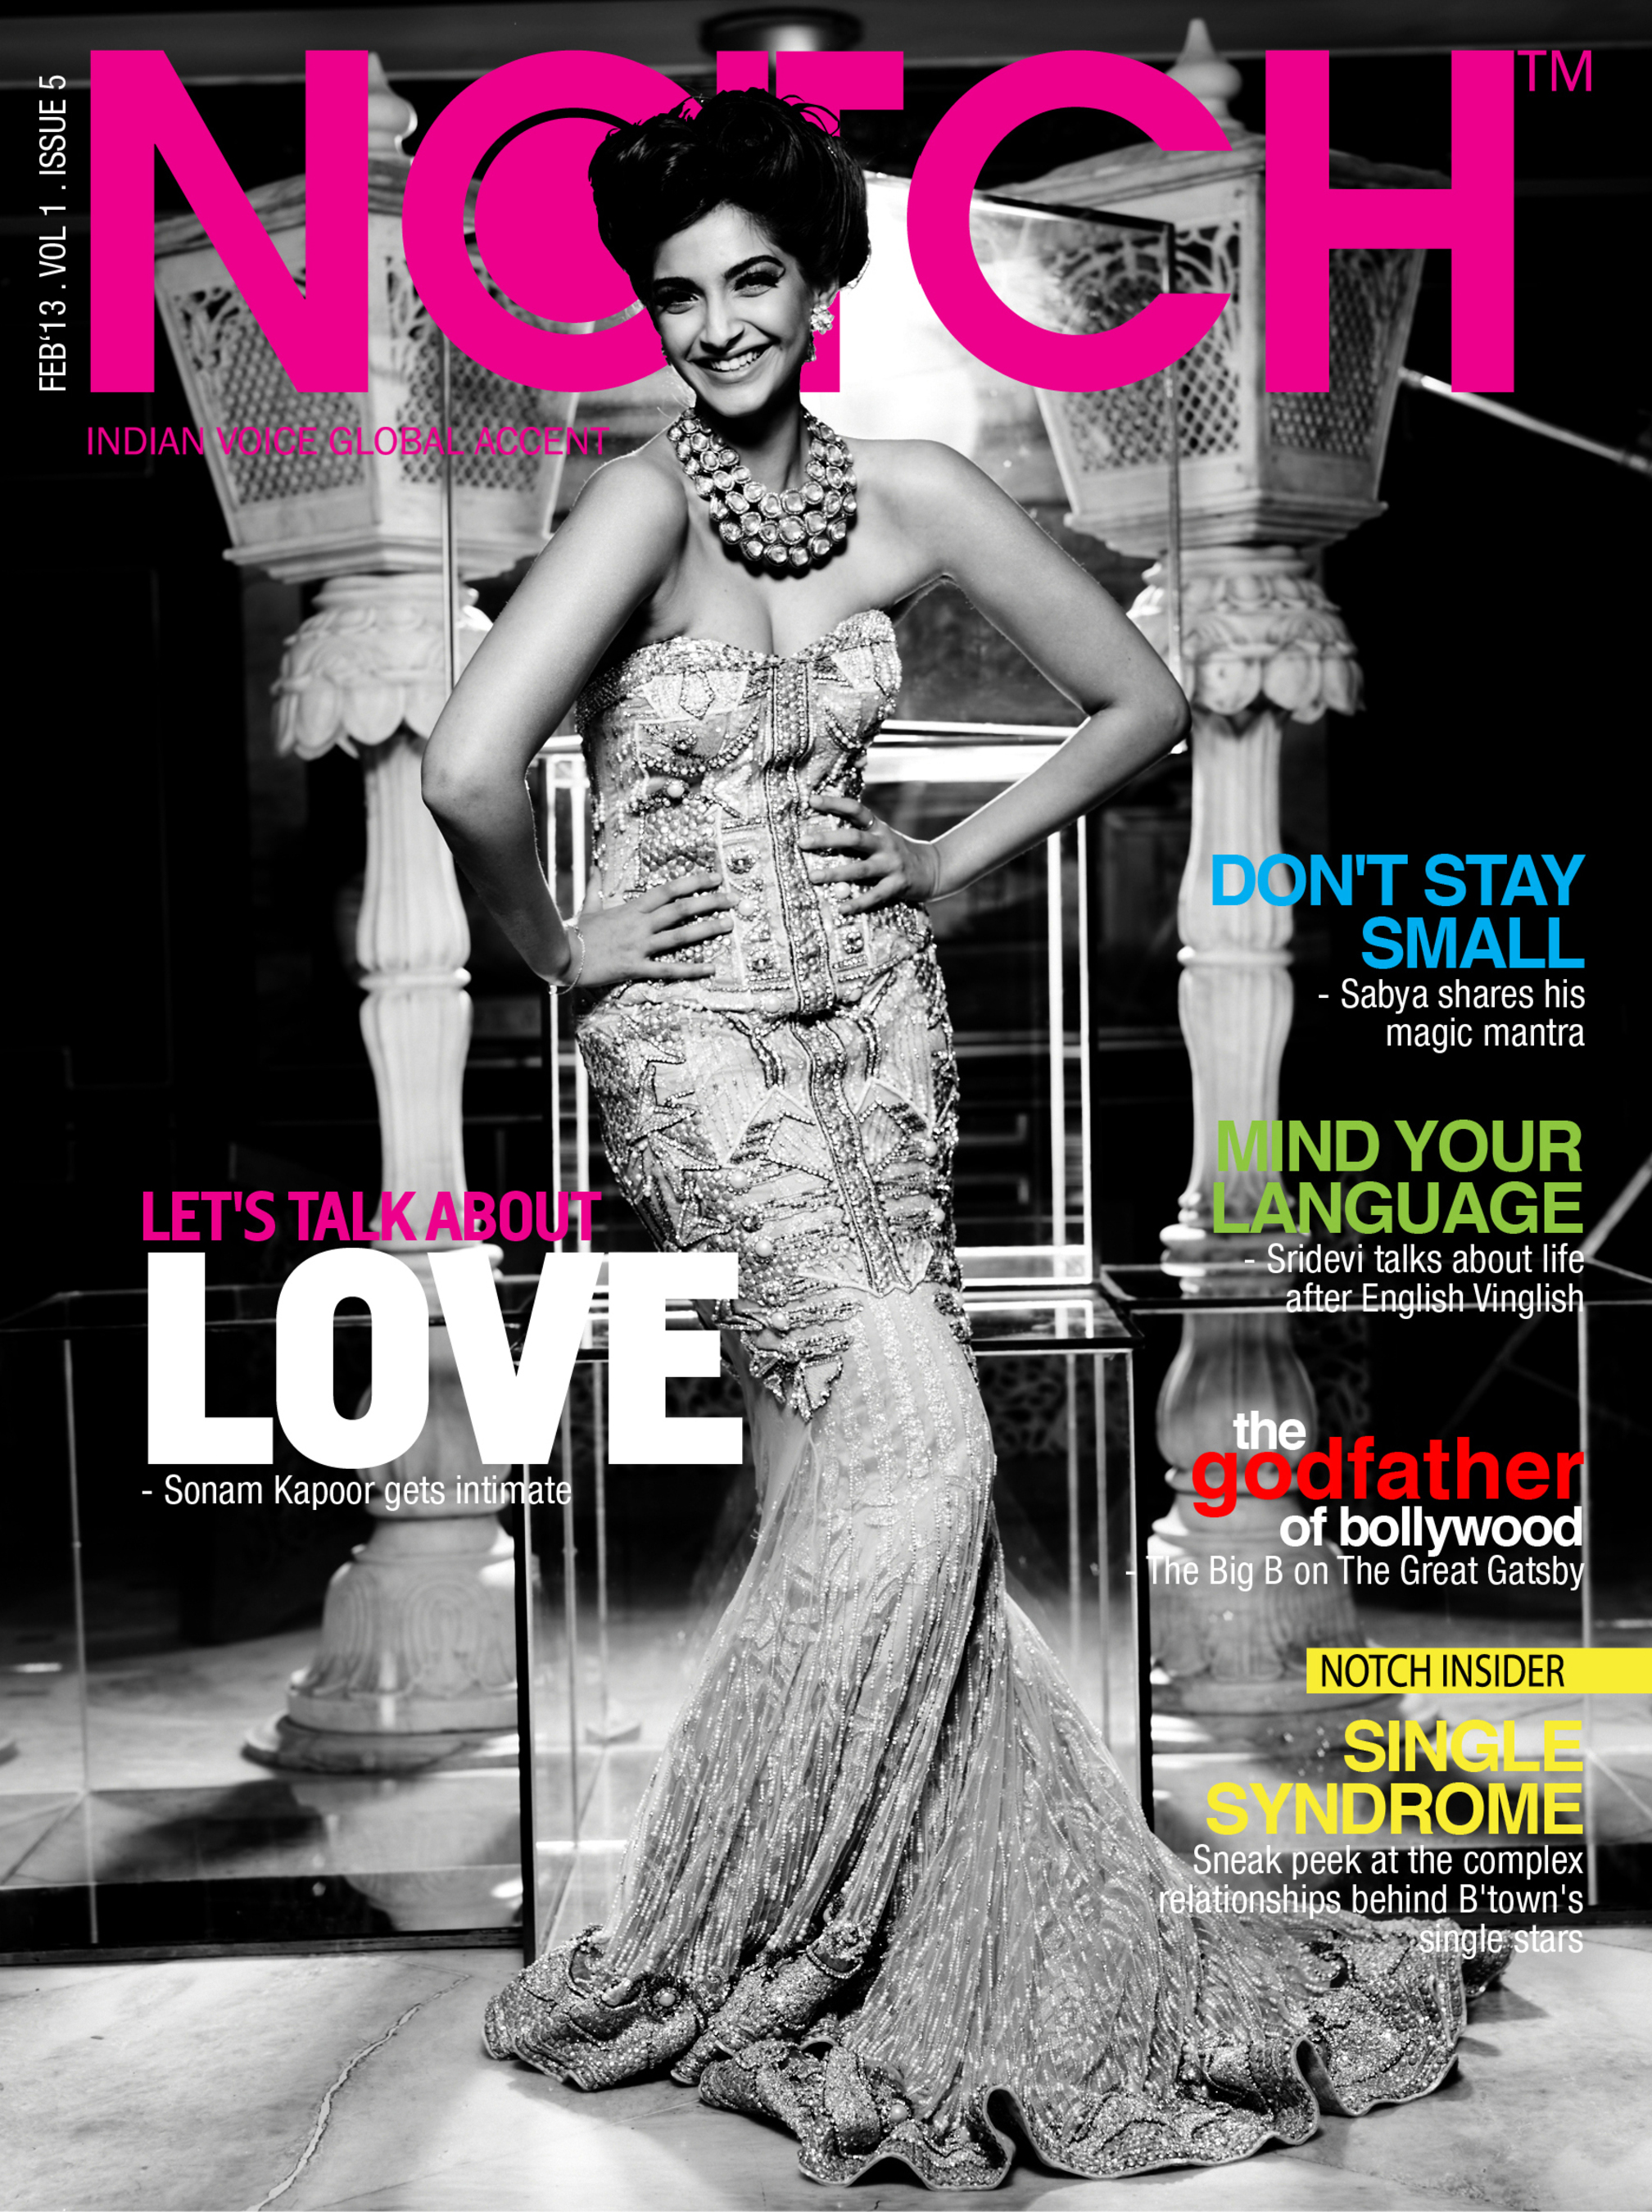 FEB'13 . VOL 1 . ISSUE 5
NOTCH™
INDIAN VOICE GLOBAL ACCENT
LET'S TALK ABOUT
LOVE
- Sonam Kapoor gets intimate
DON'T STAY
SMALL
- Sabya shares his
magic mantra
MIND YOUR
LANGUAGE
- Sridevi talks about life
after English Vinglish
the
godfather
of bollywood
- The Big B on The Great Gatsby
NOTCH INSIDER
SINGLE
SYNDROME
Sneak peek at the complex
relationships behind B'town's
single stars